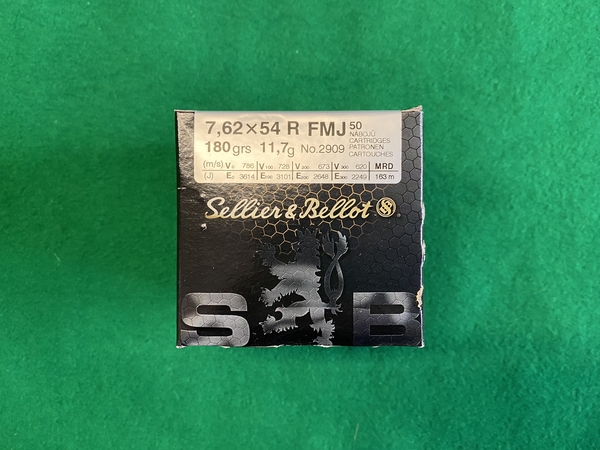 7,62×54 R FMJ 50
NÁBOJŮ
CARTRIDGES
PATRONEN
CARTOUCHES
180 grs 11,7g No.2909
(m/s) V0 786 V100 728 V200 673 V300 620 MRD
(J) E0 3614 E100 3101 E200 2648 E300 2249 163 m
Sellier & Bellot
S B